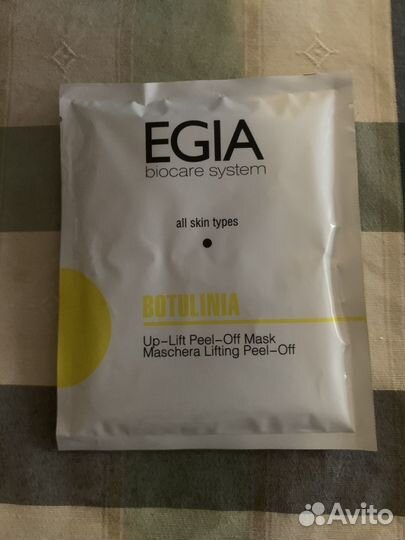 EGIA
biocare system
all skin types
BOTULINIA
Up-Lift Peel-Off Mask
Maschera Lifting Peel-Off
Avito